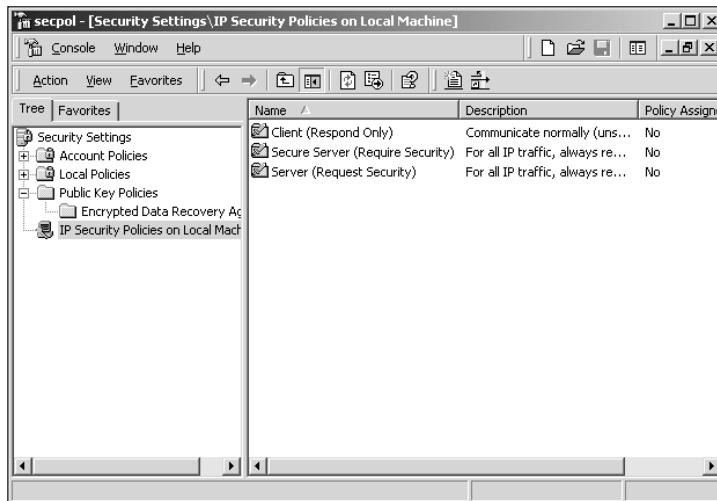 secpol - [Security Settings\IP Security Policies on Local Machine]
Console Window Help
Action View Favorites
Tree Favorites
Name Description Policy Assigne
Security Settings
Account Policies
Local Policies
Public Key Policies
Encrypted Data Recovery Ag
IP Security Policies on Local Mach
Client (Respond Only) Communicate normally (uns... No
Secure Server (Require Security) For all IP traffic, always re... No
Server (Request Security) For all IP traffic, always re... No